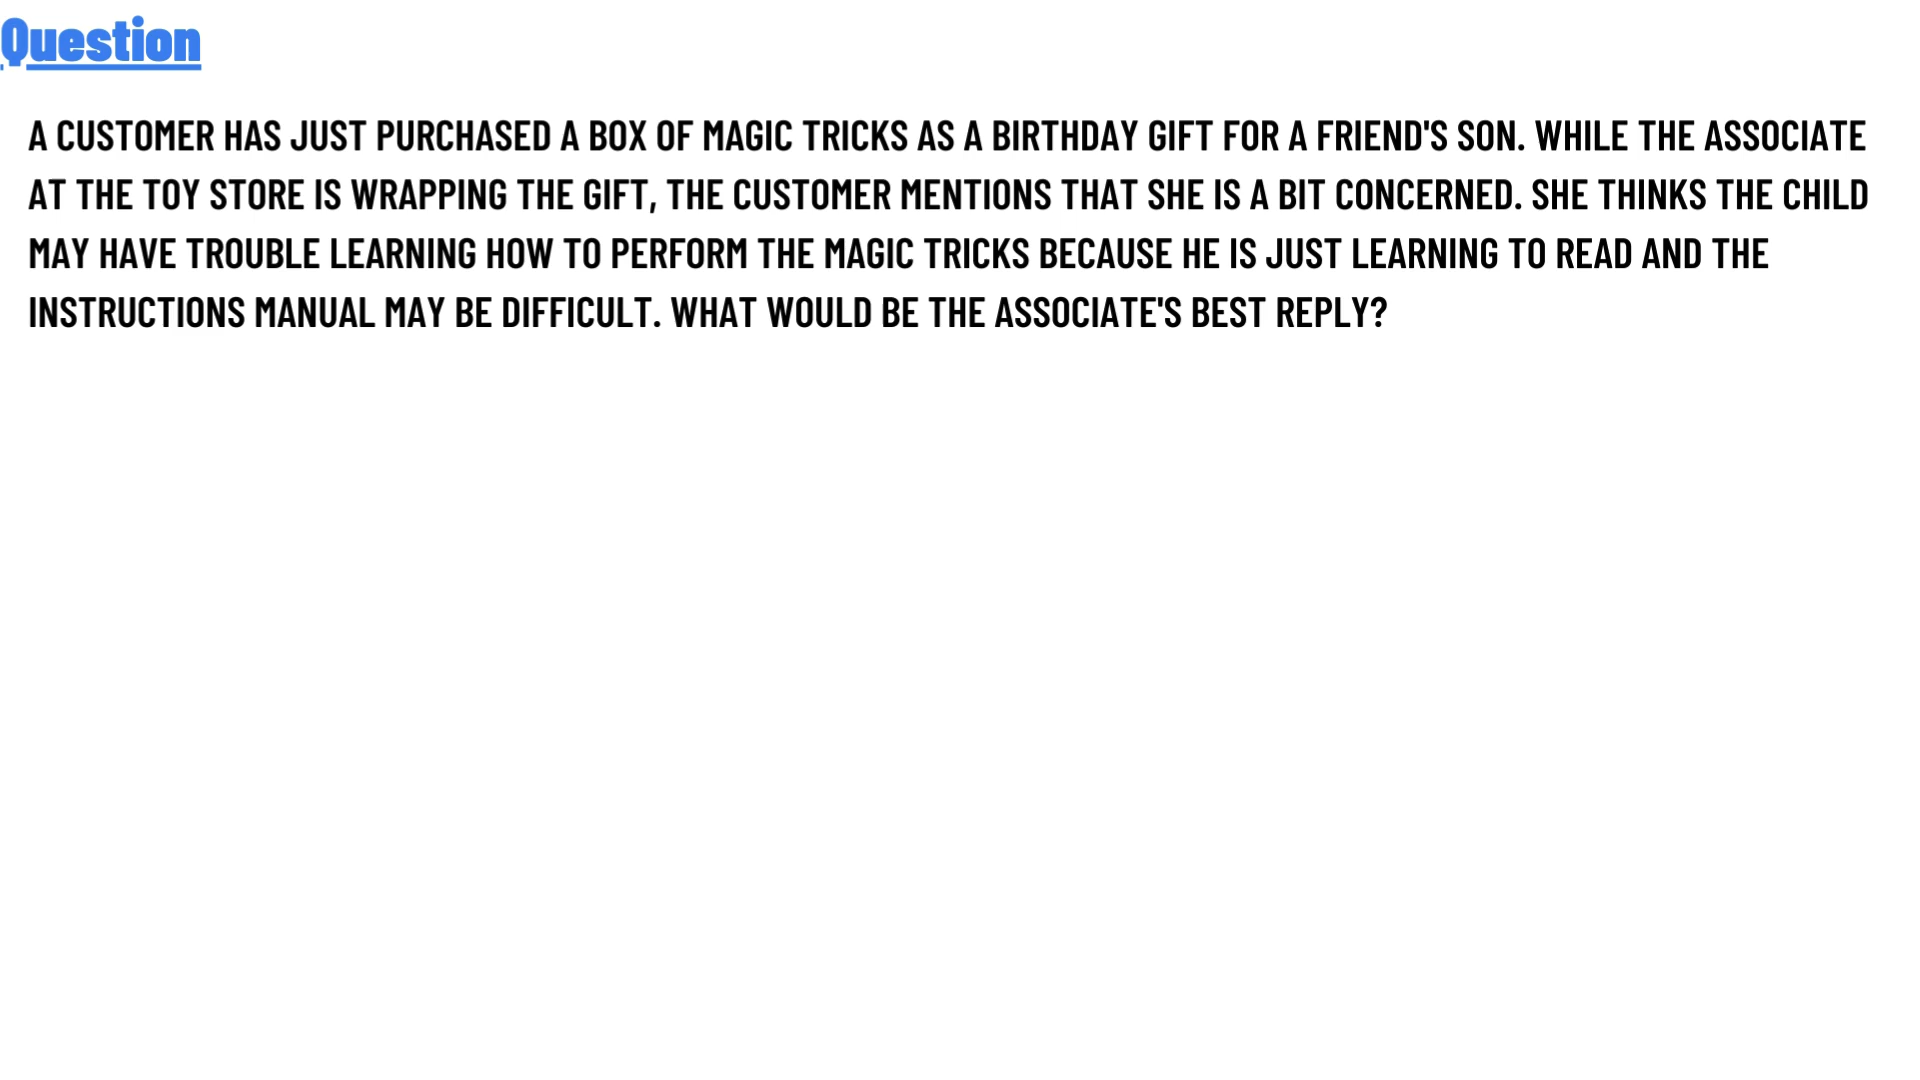 Question
A CUSTOMER HAS JUST PURCHASED A BOX OF MAGIC TRICKS AS A BIRTHDAY GIFT FOR A FRIEND'S SON. WHILE THE ASSOCIATE
AT THE TOY STORE IS WRAPPING THE GIFT, THE CUSTOMER MENTIONS THAT SHE IS A BIT CONCERNED. SHE THINKS THE CHILD
MAY HAVE TROUBLE LEARNING HOW TO PERFORM THE MAGIC TRICKS BECAUSE HE IS JUST LEARNING TO READ AND THE
INSTRUCTIONS MANUAL MAY BE DIFFICULT. WHAT WOULD BE THE ASSOCIATE'S BEST REPLY?